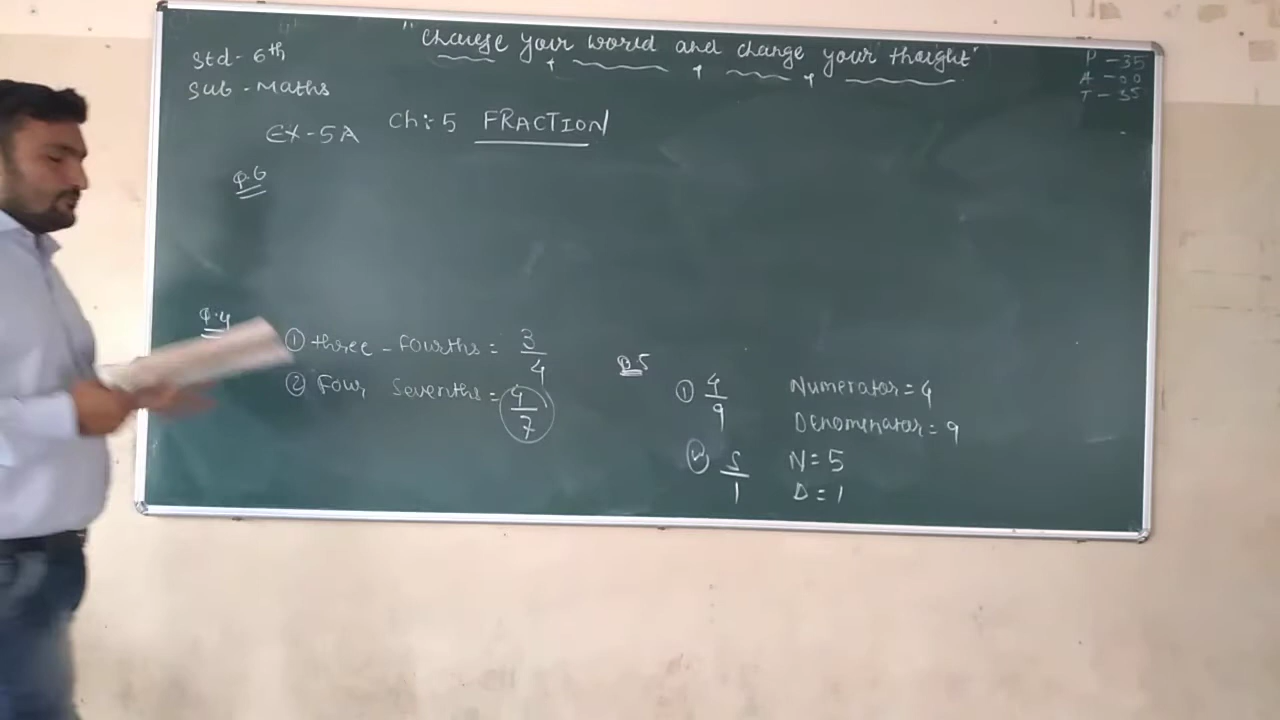 "Change your world and change your thaight"
Std - 6th
Sub - Maths
P - 35
A - 00
T - 35
Ex - 5A
Ch:5 FRACTION
Q.6
Q.4
① three - fourths = 3/4
② Four Sevenths = 4/7
Q.5
① 4/9 Numerator = 4
Denominator = 9
5/1 N = 5
D = 1